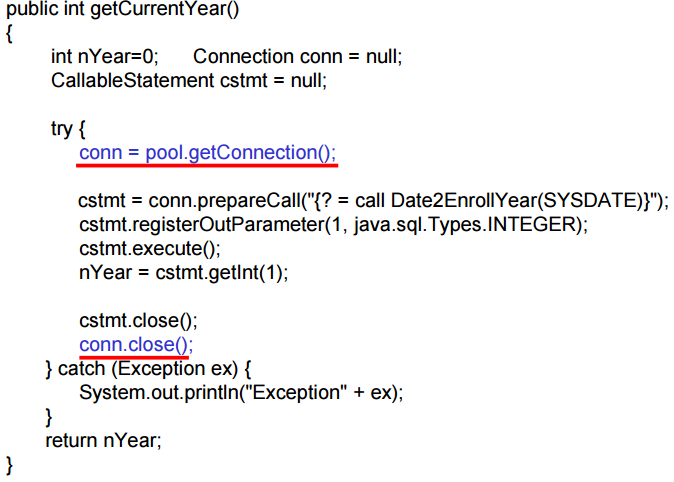 public int getCurrentYear()
{
int nYear=0; Connection conn = null;
CallableStatement cstmt = null;
try {
conn = pool.getConnection();
cstmt = conn.prepareCall("{? = call Date2EnrollYear(SYSDATE)}");
cstmt.registerOutParameter(1, java.sql.Types.INTEGER);
cstmt.execute();
nYear = cstmt.getInt(1);
cstmt.close();
conn.close();
} catch (Exception ex) {
System.out.println("Exception" + ex);
}
return nYear;
}